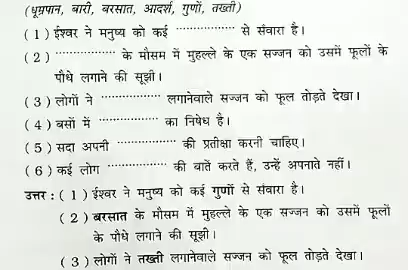 (धूम्रपान, बारी, बरसात, आदर्श, गुणों, तख्ती)
( 1 ) ईश्वर ने मनुष्य को कई ……………… से संवारा है।
( 2 ) ……………… के मौसम में मुहल्ले के एक सज्जन को उसमें फूलों के
पौधे लगाने की सूझी।
( 3 ) लोगों ने ……………… लगानेवाले सज्जन को फूल तोड़ते देखा।
( 4 ) बसों में ……………… का निषेध है।
( 5 ) सदा अपनी ……………… की प्रतीक्षा करनी चाहिए।
( 6 ) कई लोग ……………… की बातें करते हैं, उन्हें अपनाते नहीं।
उत्तर : ( 1 ) ईश्वर ने मनुष्य को कई गुणों से संवारा है।
( 2 ) बरसात के मौसम में मुहल्ले के एक सज्जन को उसमें फूलों
के पौधे लगाने की सूझी।
( 3 ) लोगों ने तख्ती लगानेवाले सज्जन को फूल तोड़ते देखा।